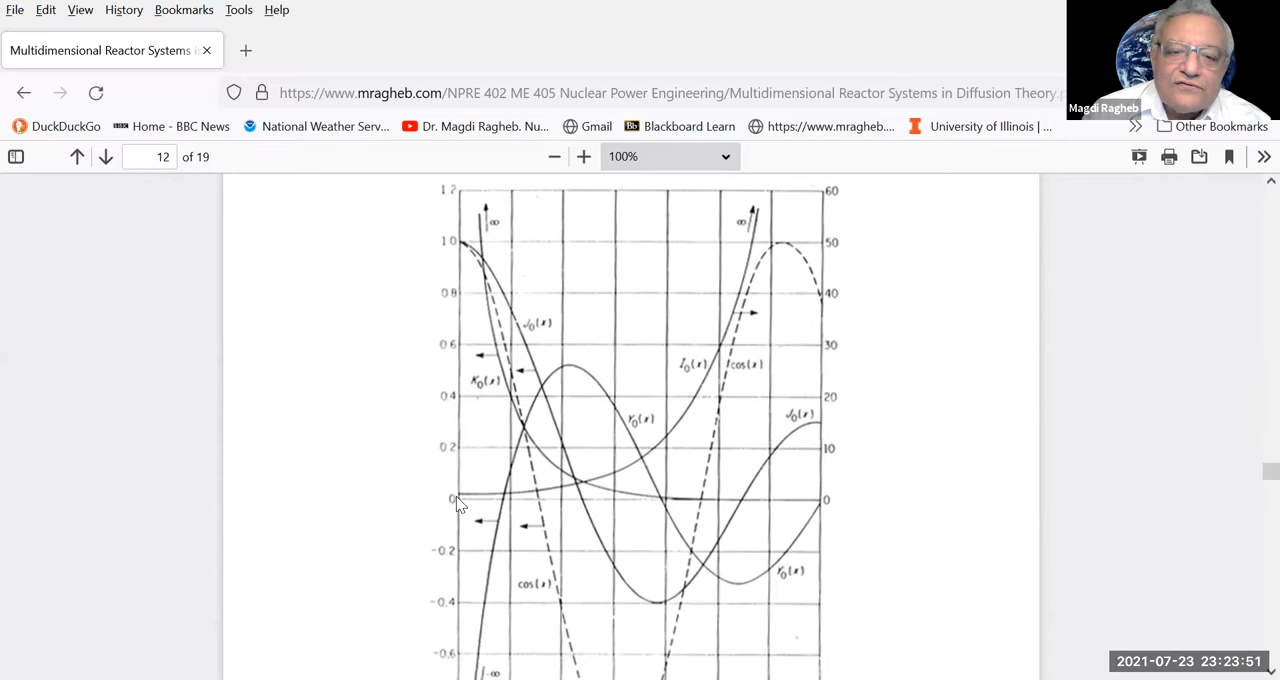 File Edit View History Bookmarks Tools Help
Multidimensional Reactor Systems i
https://www.mragheb.com/NPRE 402 ME 405 Nuclear Power Engineering/Multidimensional Reactor Systems in Diffusion Theory.p
Magdi Ragheb
DuckDuckGo Home - BBC News National Weather Serv... Dr. Magdi Ragheb. Nu... Gmail Blackboard Learn https://www.mragheb.... University of Illinois |... Other Bookmarks
12 of 19 100%
1 2 60
∞ ∞
1 0 50
0 8 40
J₀(x)
0 6 30
K₀(x) I₀(x) cos(x)
0 4 20
Y₀(x) J₀(x)
0 2 10
0 0
-0.2
cos(x) Y₀(x)
-0.4
-0.6
-∞
2021-07-23 23:23:51